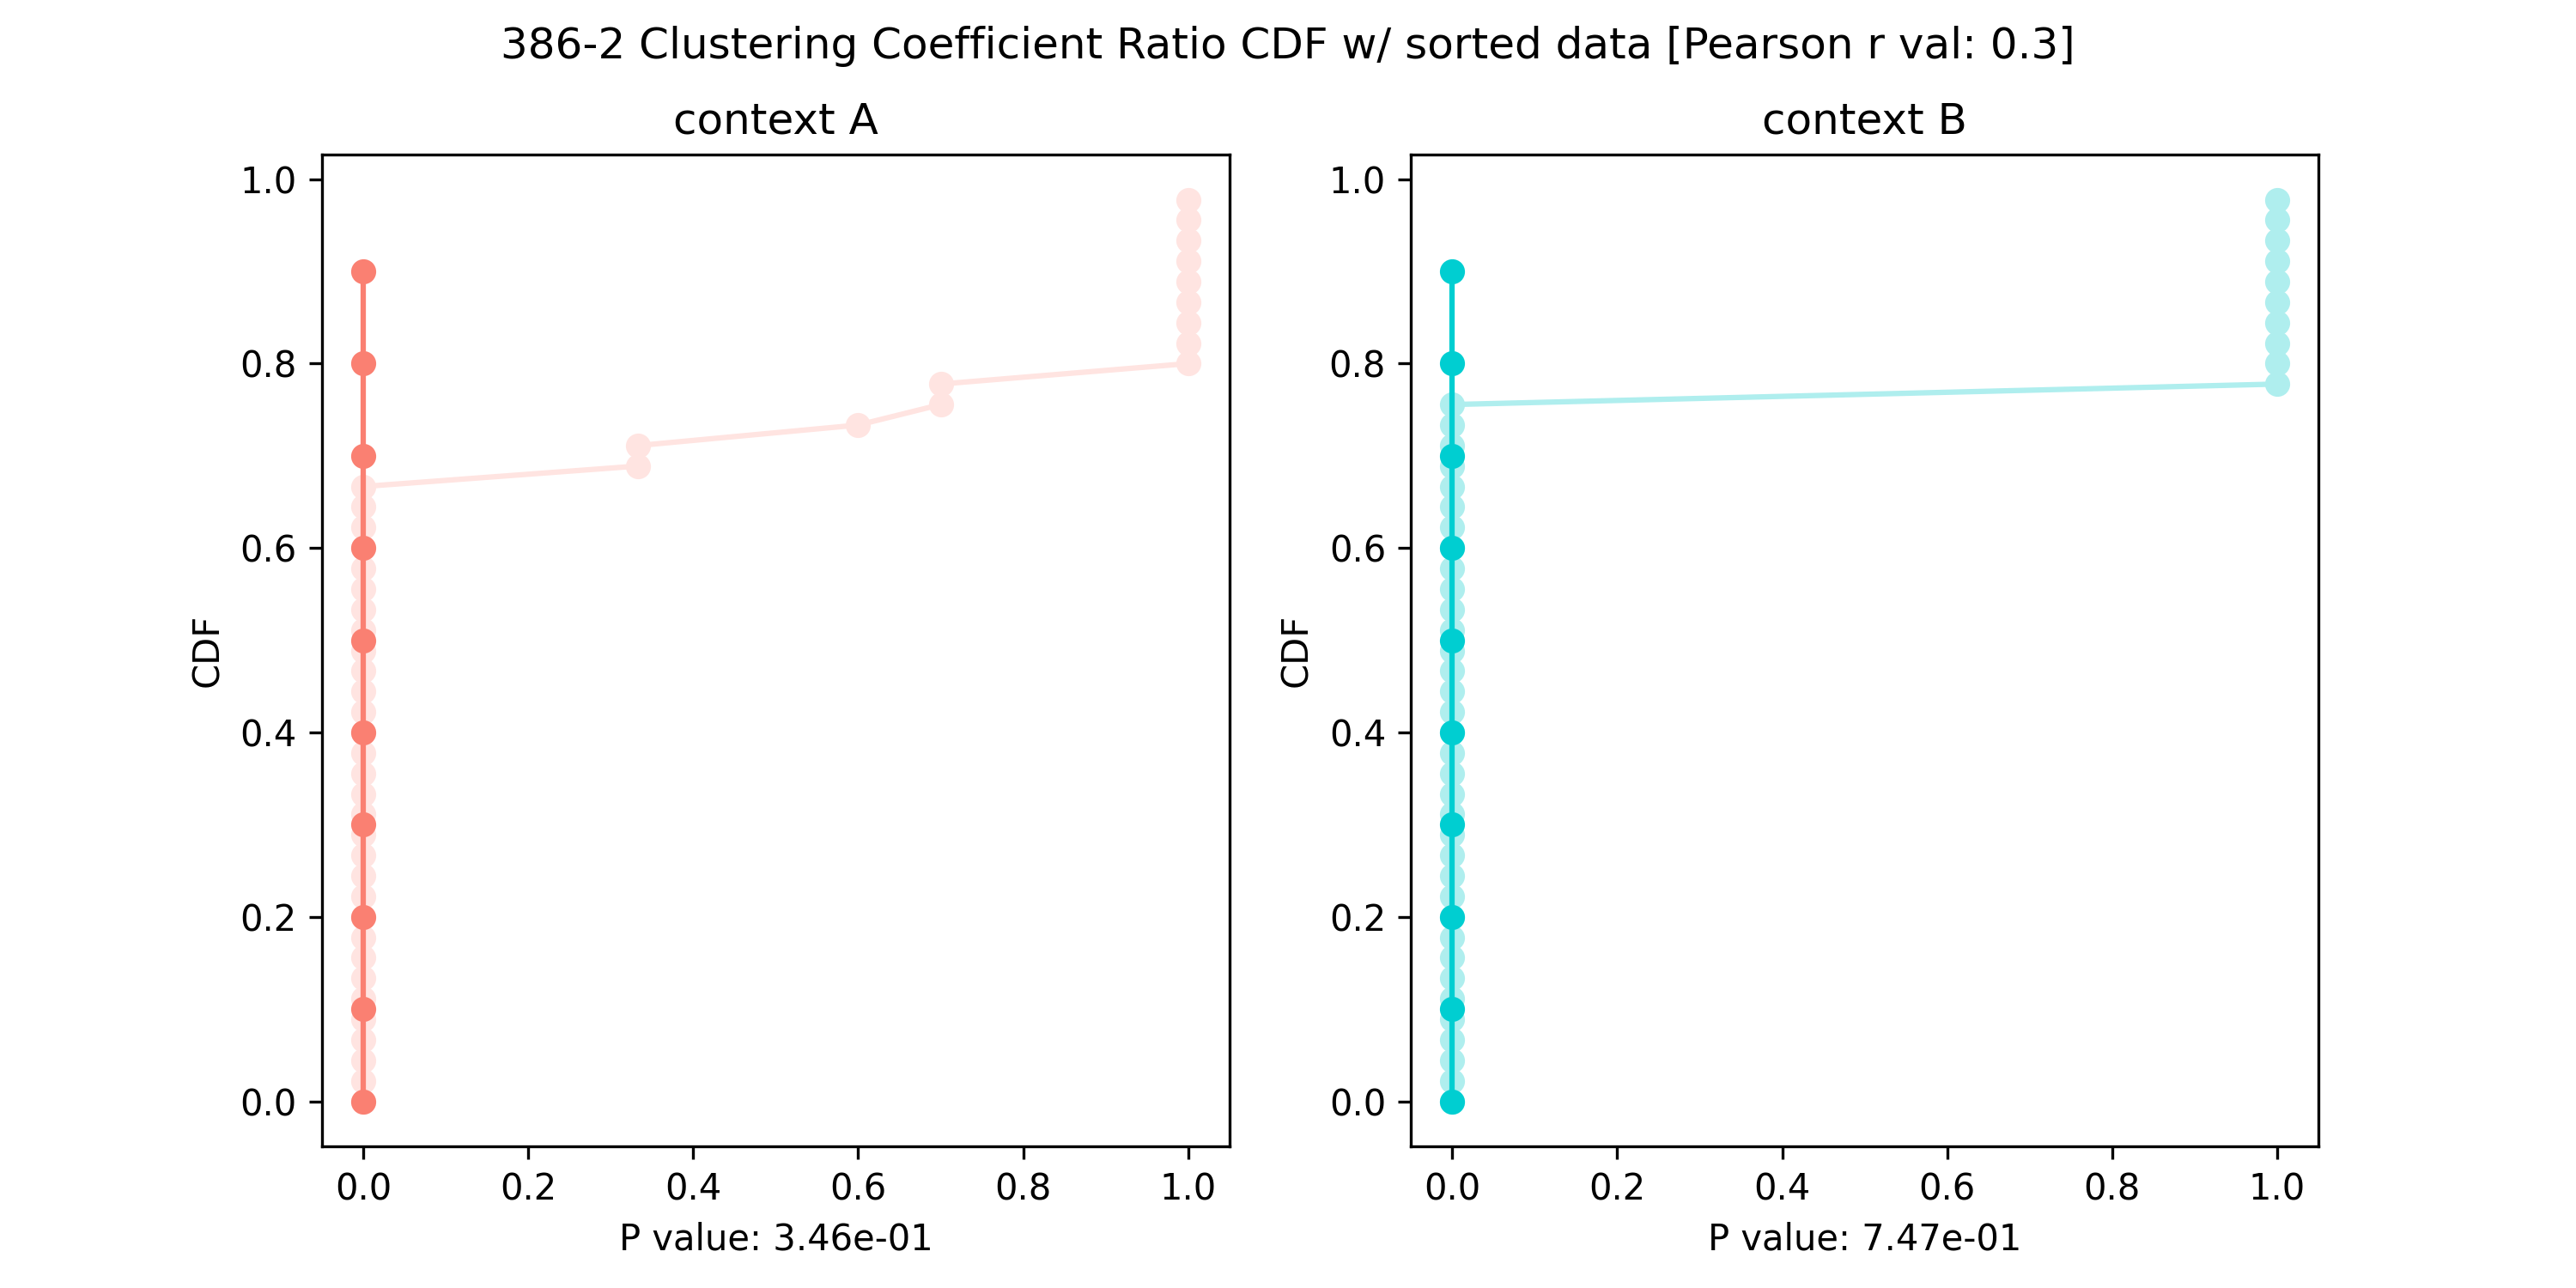 386-2 Clustering Coefficient Ratio CDF w/ sorted data [Pearson r val: 0.3]
context A
1.0
0.8
0.6
0.4
0.2
0.0
CDF
0.0 0.2 0.4 0.6 0.8 1.0
P value: 3.46e-01
context B
1.0
0.8
0.6
0.4
0.2
0.0
CDF
0.0 0.2 0.4 0.6 0.8 1.0
P value: 7.47e-01